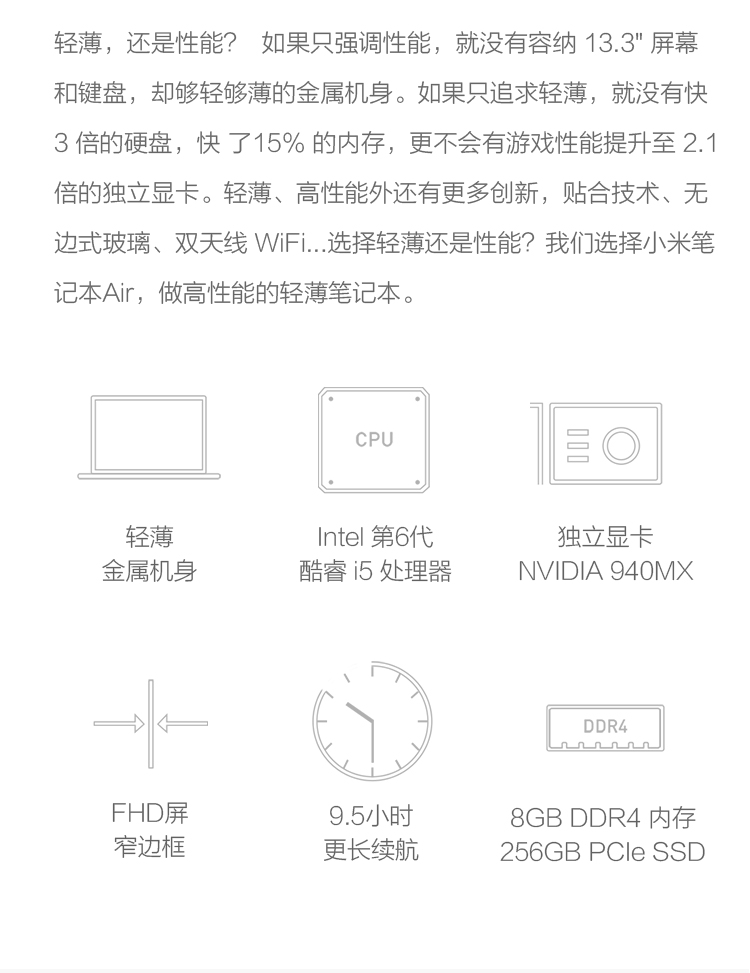 轻薄，还是性能？ 如果只强调性能，就没有容纳 13.3" 屏幕
和键盘，却够轻够薄的金属机身。如果只追求轻薄，就没有快
3 倍的硬盘，快 了15% 的内存，更不会有游戏性能提升至 2.1
倍的独立显卡。轻薄、高性能外还有更多创新，贴合技术、无
边式玻璃、双天线 WiFi...选择轻薄还是性能？我们选择小米笔
记本Air，做高性能的轻薄笔记本。
CPU
轻薄
金属机身
Intel 第6代
酷睿 i5 处理器
独立显卡
NVIDIA 940MX
DDR4
FHD屏
窄边框
9.5小时
更长续航
8GB DDR4 内存
256GB PCIe SSD